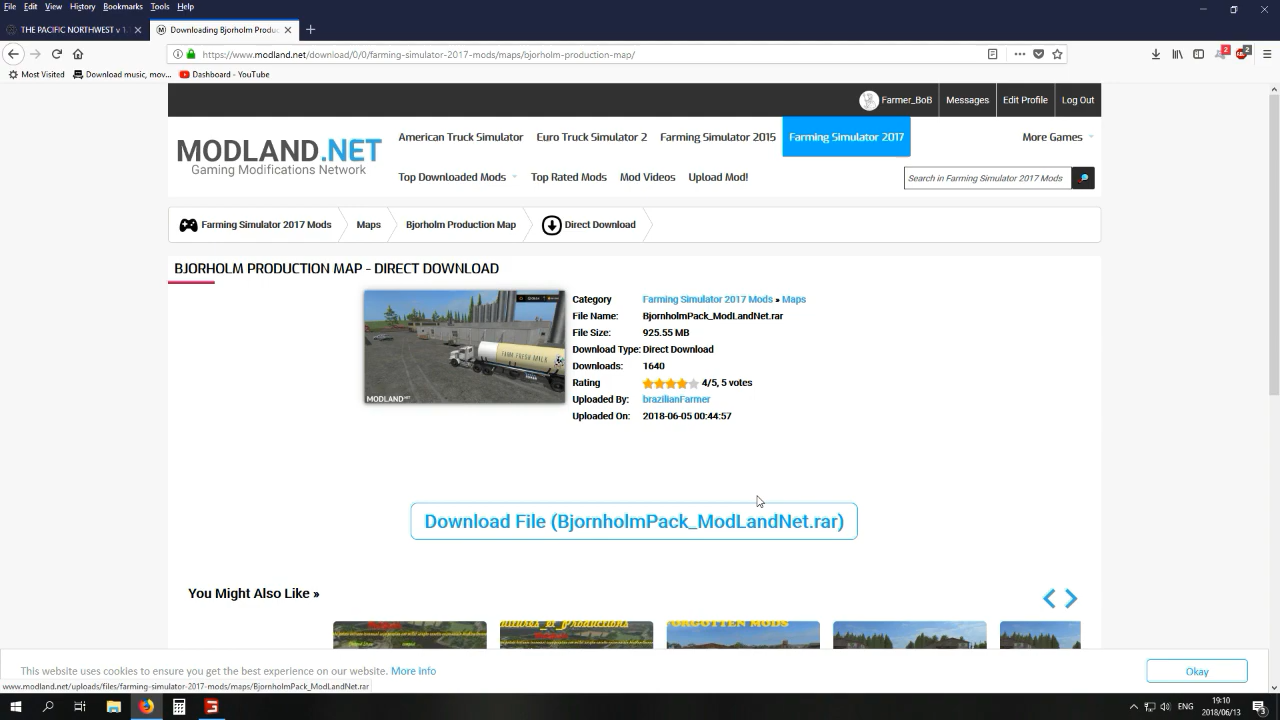 File Edit View History Bookmarks Tools Help
THE PACIFIC NORTHWEST v 1
Downloading Bjorholm Produc
https://www.modland.net/download/0/0/farming-simulator-2017-mods/maps/bjorholm-production-map/
2 2
Most Visited Download music, mov... Dashboard - YouTube
Farmer_BoB Messages Edit Profile Log Out
MODLAND.NET
Gaming Modifications Network
American Truck Simulator Euro Truck Simulator 2 Farming Simulator 2015 Farming Simulator 2017 More Games
Top Downloaded Mods Top Rated Mods Mod Videos Upload Mod! Search in Farming Simulator 2017 Mods
Farming Simulator 2017 Mods Maps Bjorholm Production Map Direct Download
BJORHOLM PRODUCTION MAP - DIRECT DOWNLOAD
FARM FRESH MILK
MODLAND.NET
Category Farming Simulator 2017 Mods » Maps
File Name: BjornholmPack_ModLandNet.rar
File Size: 925.55 MB
Download Type: Direct Download
Downloads: 1640
Rating 4/5, 5 votes
Uploaded By: brazilianFarmer
Uploaded On: 2018-06-05 00:44:57
Download File (BjornholmPack_ModLandNet.rar)
You Might Also Like »
FORGOTTEN MODS
This website uses cookies to ensure you get the best experience on our website. More info
Okay
www.modland.net/uploads/files/farming-simulator-2017-mods/maps/BjornholmPack_ModLandNet.rar
ENG
19:10
2018/06/13
3